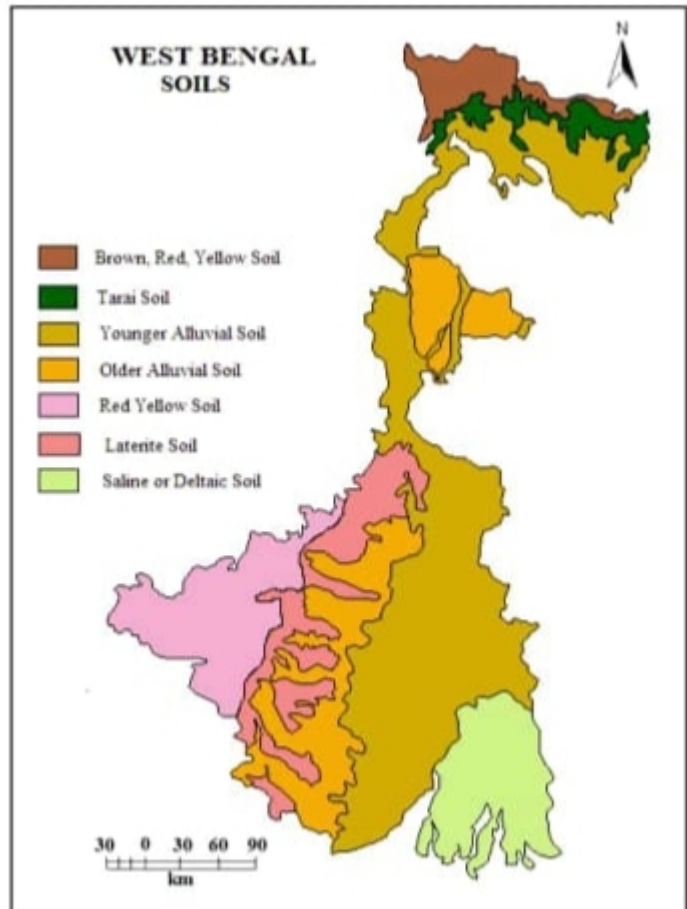 WEST BENGAL
SOILS
N
Brown, Red, Yellow Soil
Tarai Soil
Younger Alluvial Soil
Older Alluvial Soil
Red Yellow Soil
Laterite Soil
Saline or Deltaic Soil
30 0 30 60 90
km